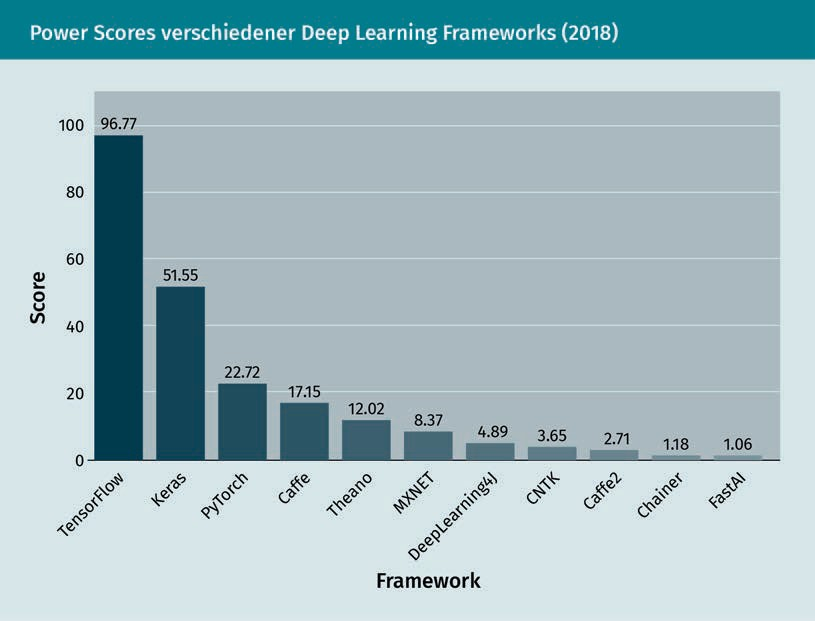 Power Scores verschiedener Deep Learning Frameworks (2018)
100
80
60
40
20
0
Score
96.77
51.55
22.72
17.15
12.02
8.37
4.89
3.65
2.71
1.18
1.06
TensorFlow
Keras
PyTorch
Caffe
Theano
MXNET
DeepLearning4J
CNTK
Caffe2
Chainer
FastAI
Framework